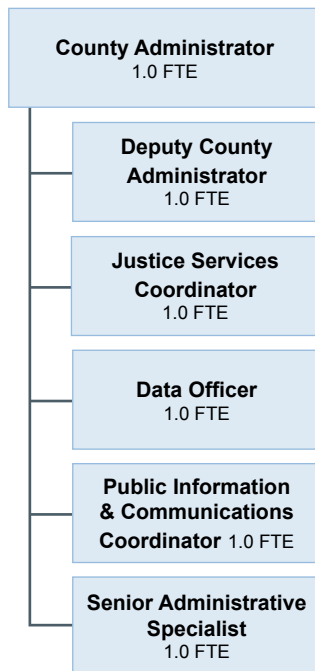 County Administrator
1.0 FTE
Deputy County
Administrator
1.0 FTE
Justice Services
Coordinator
1.0 FTE
Data Officer
1.0 FTE
Public Information
& Communications
Coordinator 1.0 FTE
Senior Administrative
Specialist
1.0 FTE